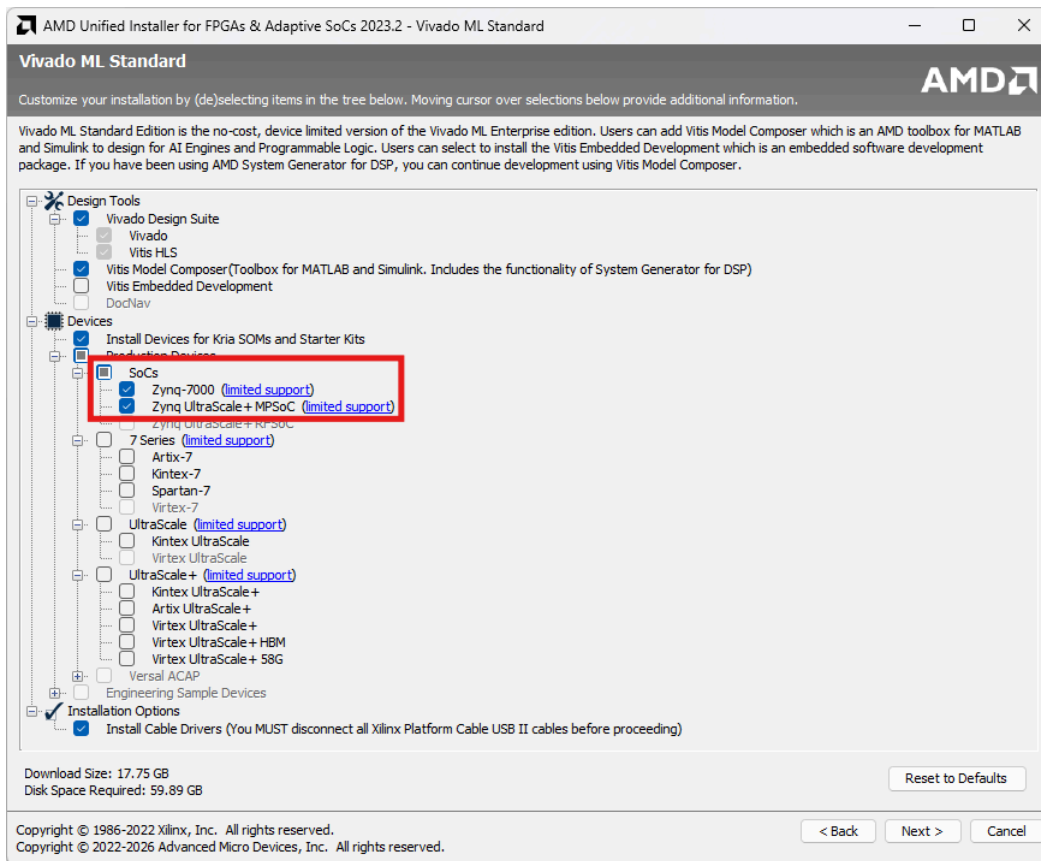 AMD Unified Installer for FPGAs & Adaptive SoCs 2023.2 - Vivado ML Standard
Vivado ML Standard
AMD
Customize your installation by (de)selecting items in the tree below. Moving cursor over selections below provide additional information.
Vivado ML Standard Edition is the no-cost, device limited version of the Vivado ML Enterprise edition. Users can add Vitis Model Composer which is an AMD toolbox for MATLAB
and Simulink to design for AI Engines and Programmable Logic. Users can select to install the Vitis Embedded Development which is an embedded software development
package. If you have been using AMD System Generator for DSP, you can continue development using Vitis Model Composer.
Design Tools
Vivado Design Suite
Vivado
Vitis HLS
Vitis Model Composer(Toolbox for MATLAB and Simulink. Includes the functionality of System Generator for DSP)
Vitis Embedded Development
DocNav
Devices
Install Devices for Kria SOMs and Starter Kits
Production Devices
SoCs
Zynq-7000 (limited support)
Zynq UltraScale+ MPSoC (limited support)
Zynq UltraScale+ RFSoC
7 Series (limited support)
Artix-7
Kintex-7
Spartan-7
Virtex-7
UltraScale (limited support)
Kintex UltraScale
Virtex UltraScale
UltraScale+ (limited support)
Kintex UltraScale+
Artix UltraScale+
Virtex UltraScale+
Virtex UltraScale+ HBM
Virtex UltraScale+ 58G
Versal ACAP
Engineering Sample Devices
Installation Options
Install Cable Drivers (You MUST disconnect all Xilinx Platform Cable USB II cables before proceeding)
Download Size: 17.75 GB
Disk Space Required: 59.89 GB
Reset to Defaults
Copyright © 1986-2022 Xilinx, Inc. All rights reserved.
Copyright © 2022-2026 Advanced Micro Devices, Inc. All rights reserved.
< Back
Next >
Cancel